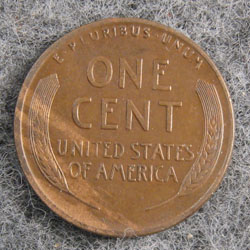 E·PLURIBUS·UNUM
ONE
CENT
UNITED STATES
OF AMERICA